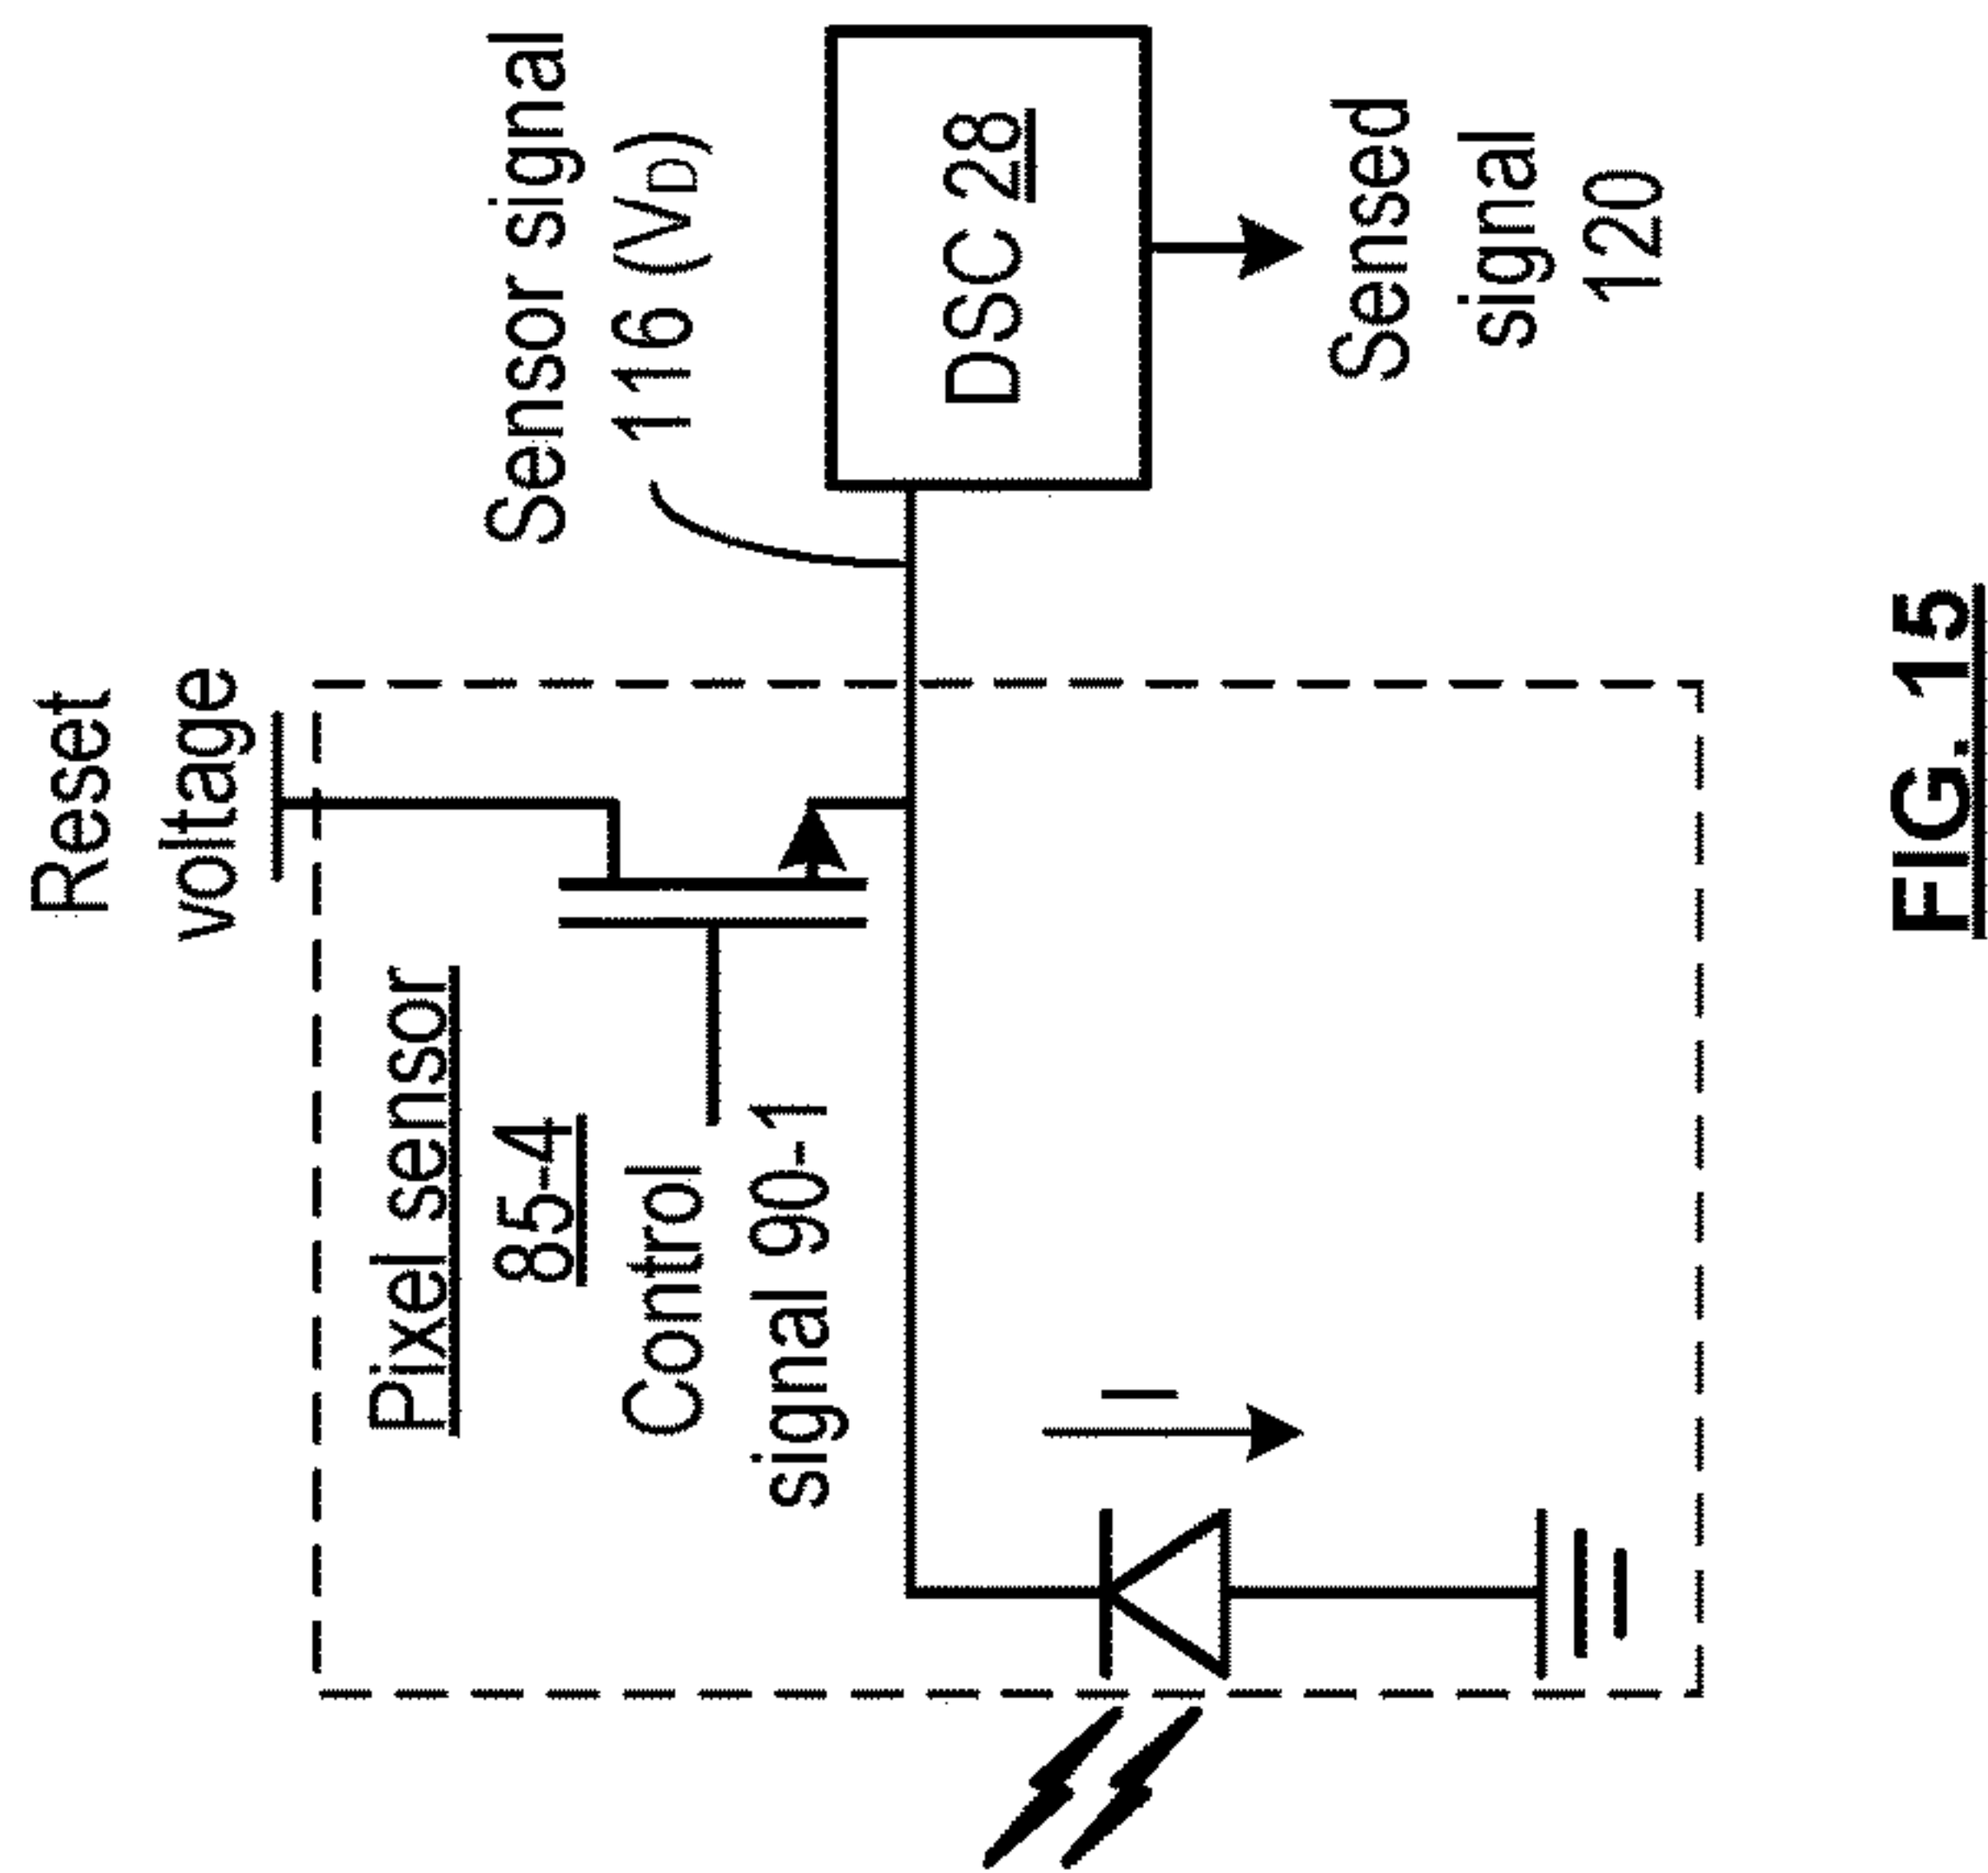 Reset
voltage
Sensor signal
116 (VD)
Pixel sensor
85-4
Control
signal 90-1
DSC 28
I
Sensed
signal
120
FIG. 15